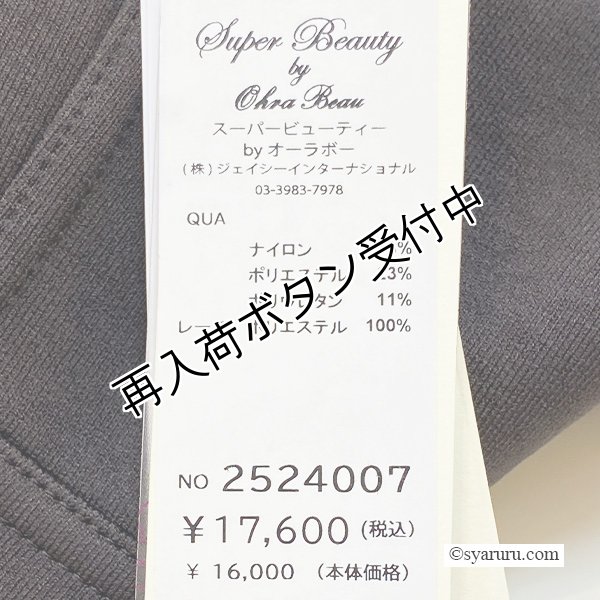 Super Beauty
by
Ohra Beau
スーパービューティー
by オーラボー
(株)ジェイシーインターナショナル
03-3983-7978
QUA
ナイロン %
ポリエステル 3%
11%
ポリエステル 100%
再入荷ボタン受付中
NO 2524007
¥17,600 (税込)
¥ 16,000 (本体価格)
©syaruru.com